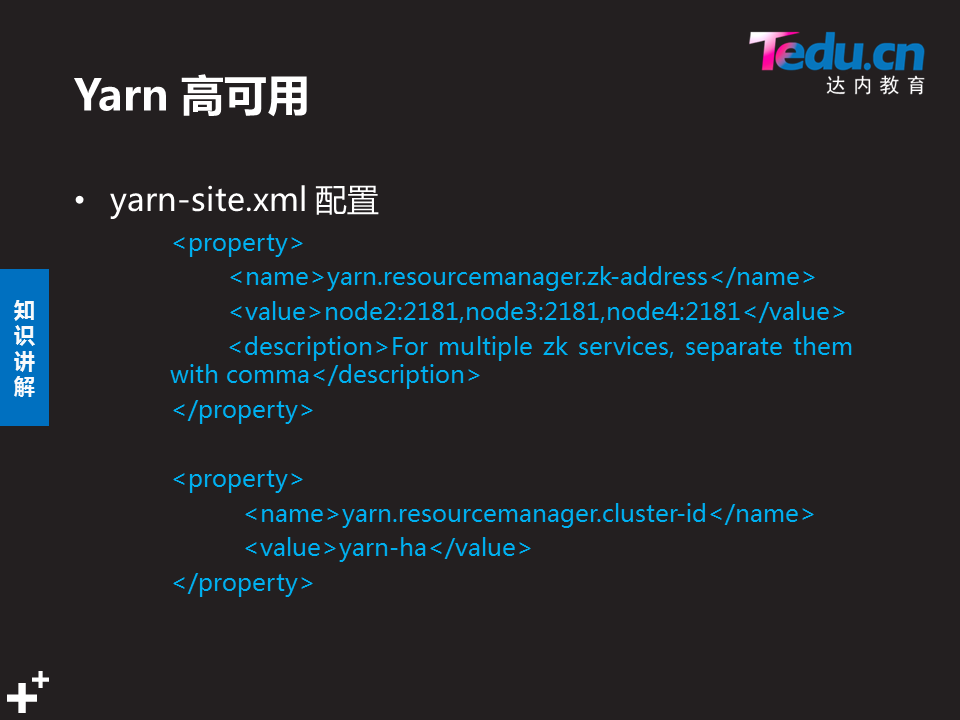 Tedu.cn
达内教育
Yarn 高可用
• yarn-site.xml 配置
<property>
<name>yarn.resourcemanager.zk-address</name>
<value>node2:2181,node3:2181,node4:2181</value>
<description>For multiple zk services, separate them
with comma</description>
</property>
<property>
<name>yarn.resourcemanager.cluster-id</name>
<value>yarn-ha</value>
</property>
知识讲解